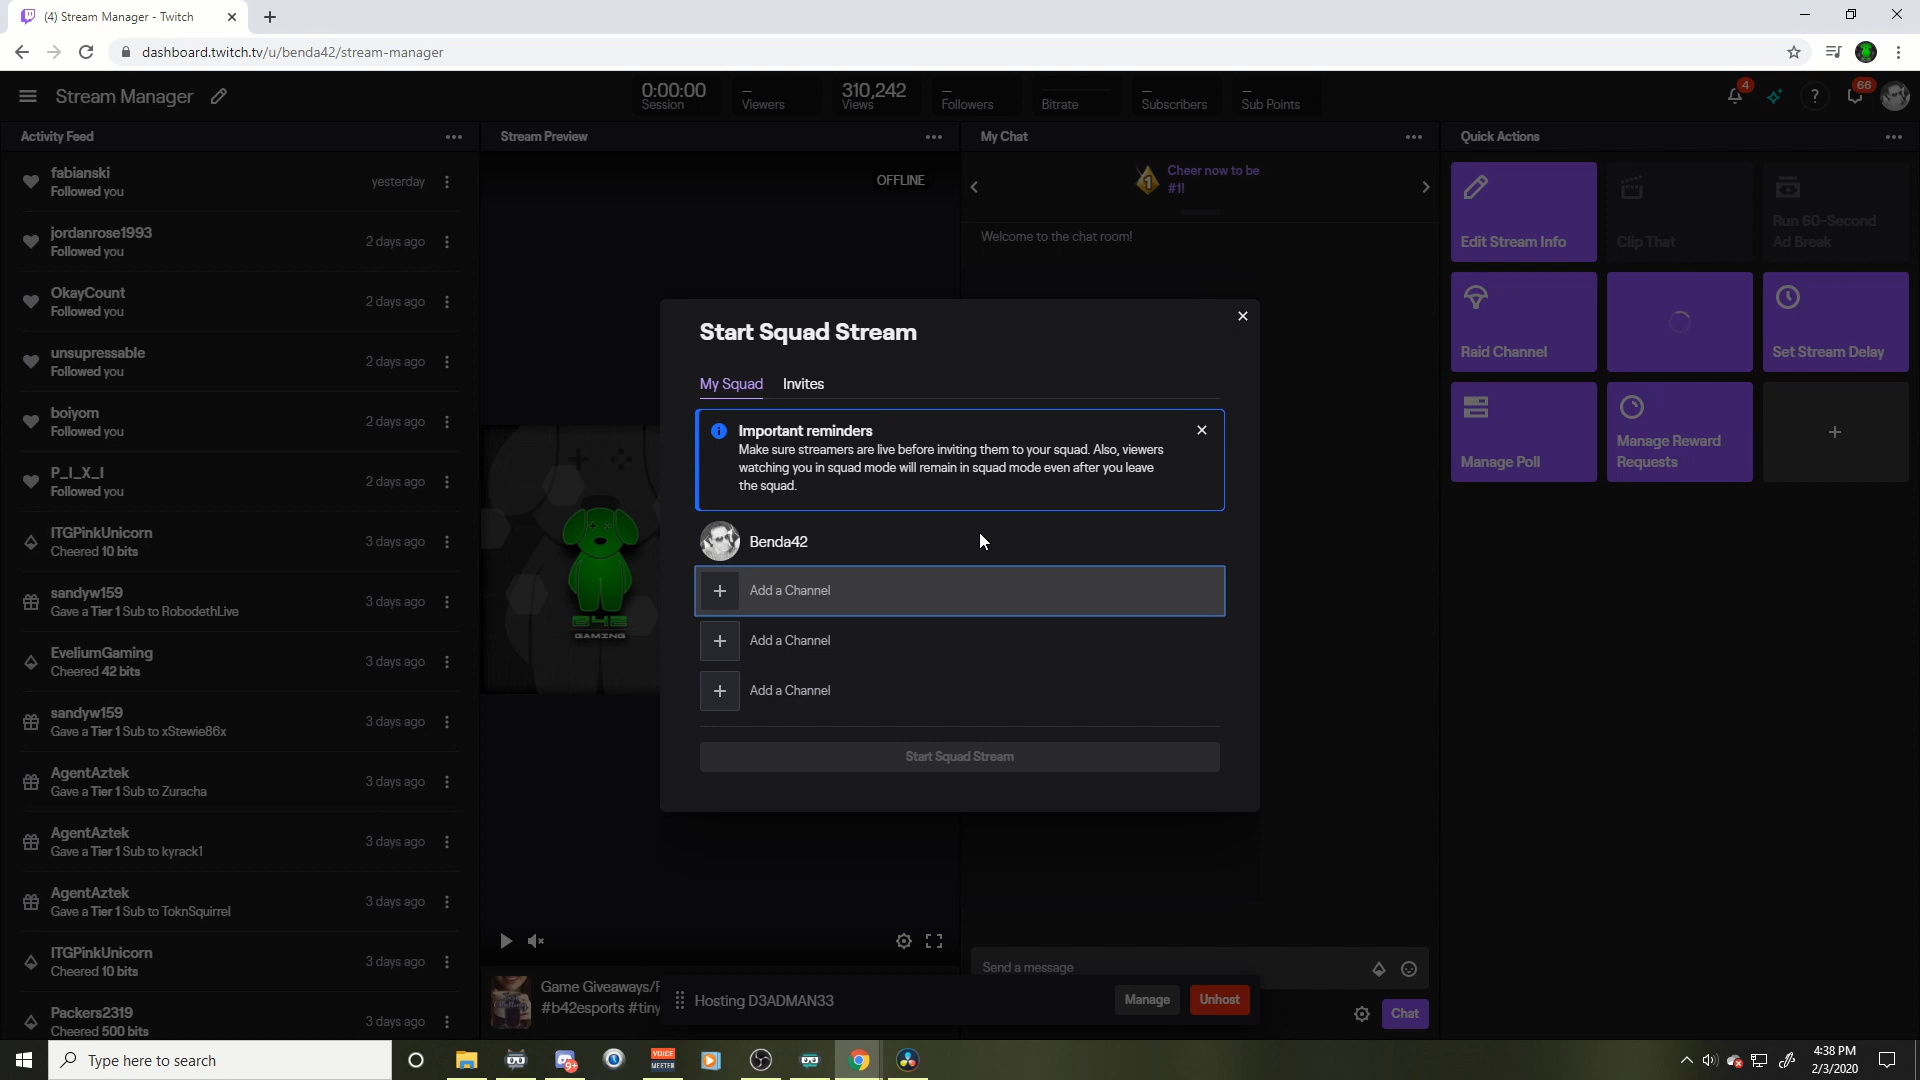 (4) Stream Manager - Twitch
dashboard.twitch.tv/u/benda42/stream-manager
Stream Manager
0:00:00
Session
–
Viewers
310,242
Views
–
Followers
Bitrate
–
Subscribers
–
Sub Points
4
?
66
Activity Feed
fabianski
Followed you
yesterday
jordanrose1993
Followed you
2 days ago
OkayCount
Followed you
2 days ago
unsupressable
Followed you
2 days ago
boiyom
Followed you
2 days ago
P_I_X_I
Followed you
2 days ago
ITGPinkUnicorn
Cheered 10 bits
3 days ago
sandyw159
Gave a Tier 1 Sub to RobodethLive
3 days ago
EveliumGaming
Cheered 42 bits
3 days ago
sandyw159
Gave a Tier 1 Sub to xStewie86x
3 days ago
AgentAztek
Gave a Tier 1 Sub to Zuracha
3 days ago
AgentAztek
Gave a Tier 1 Sub to kyrack1
3 days ago
AgentAztek
Gave a Tier 1 Sub to ToknSquirrel
3 days ago
ITGPinkUnicorn
Cheered 10 bits
3 days ago
Packers2319
Cheered 500 bits
3 days ago
Stream Preview
OFFLINE
B42
GAMING
Game Giveaways/F
#b42esports #tiny
Hosting D3ADMAN33
Manage
Unhost
My Chat
1
Cheer now to be
#1!
Welcome to the chat room!
Send a message
Chat
Start Squad Stream
My Squad
Invites
Important reminders
Make sure streamers are live before inviting them to your squad. Also, viewers
watching you in squad mode will remain in squad mode even after you leave
the squad.
Benda42
Add a Channel
Add a Channel
Add a Channel
Start Squad Stream
Quick Actions
Edit Stream Info
Clip That
Run 60-Second
Ad Break
Raid Channel
Set Stream Delay
Manage Poll
Manage Reward
Requests
Type here to search
9+
VOICE
MEETER
4:38 PM
2/3/2020